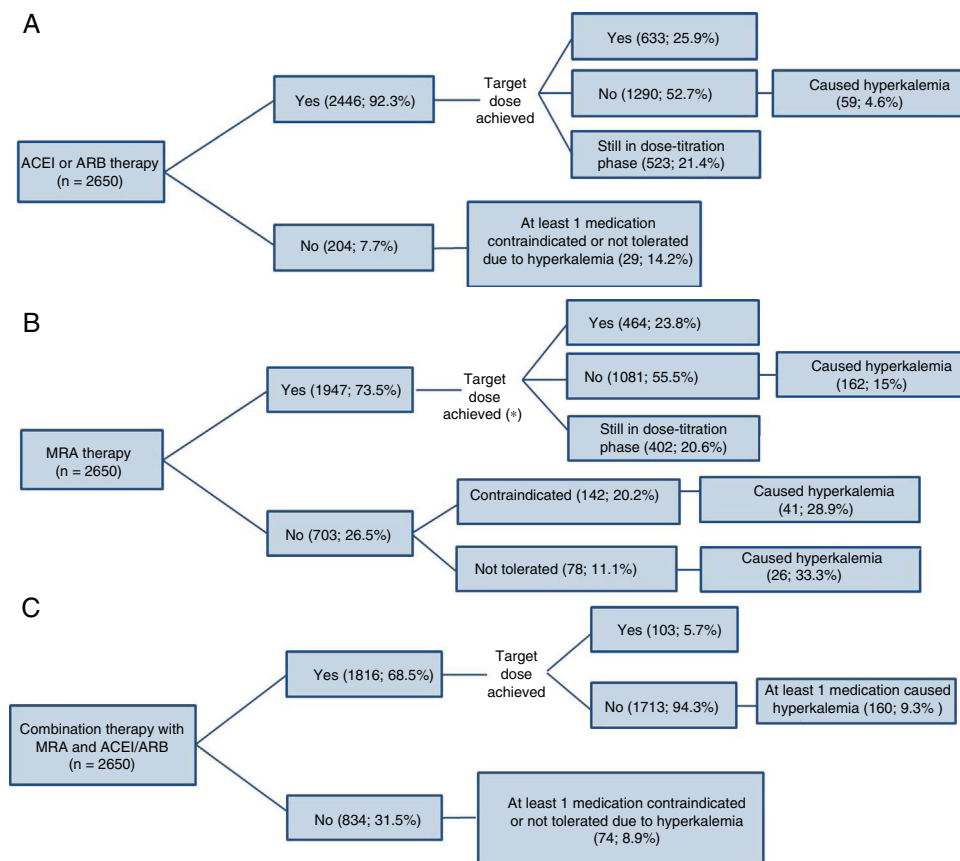 A
ACEI or ARB therapy
(n = 2650)
Yes (2446; 92.3%)
Target
dose
achieved
Yes (633; 25.9%)
No (1290; 52.7%)
Caused hyperkalemia
(59; 4.6%)
Still in dose-titration
phase (523; 21.4%)
No (204; 7.7%)
At least 1 medication
contraindicated or not tolerated
due to hyperkalemia (29; 14.2%)
B
MRA therapy
(n = 2650)
Yes (1947; 73.5%)
Target
dose
achieved (*)
Yes (464; 23.8%)
No (1081; 55.5%)
Caused hyperkalemia
(162; 15%)
Still in dose-titration
phase (402; 20.6%)
No (703; 26.5%)
Contraindicated (142; 20.2%)
Caused hyperkalemia
(41; 28.9%)
Not tolerated (78; 11.1%)
Caused hyperkalemia
(26; 33.3%)
C
Combination therapy with
MRA and ACEI/ARB
(n = 2650)
Yes (1816; 68.5%)
Target
dose
achieved
Yes (103; 5.7%)
No (1713; 94.3%)
At least 1 medication caused
hyperkalemia (160; 9.3% )
No (834; 31.5%)
At least 1 medication contraindicated
or not tolerated due to hyperkalemia
(74; 8.9%)